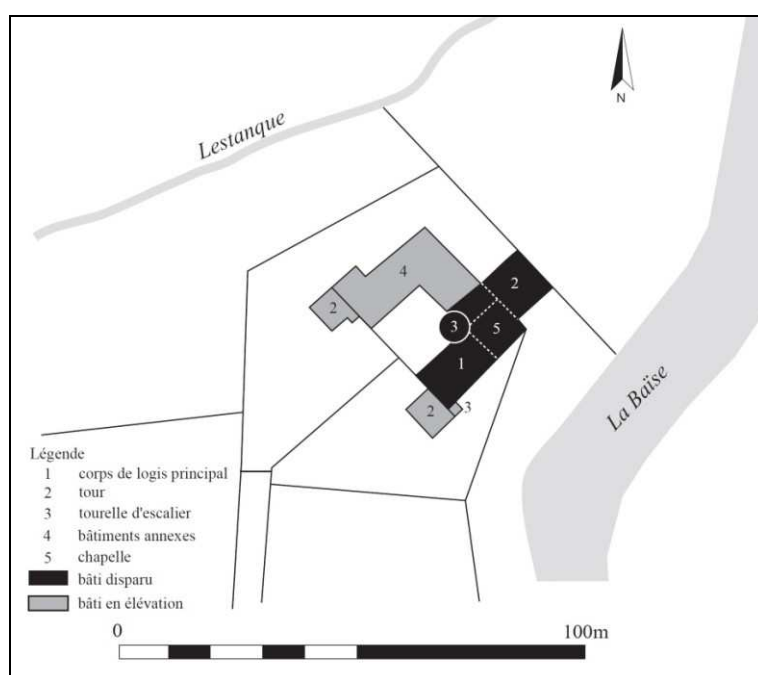 N
Lestanque
4
2
2
3
5
1
2
3
La Baïse
Légende
1 corps de logis principal
2 tour
3 tourelle d'escalier
4 bâtiments annexes
5 chapelle
bâti disparu
bâti en élévation
0 100m